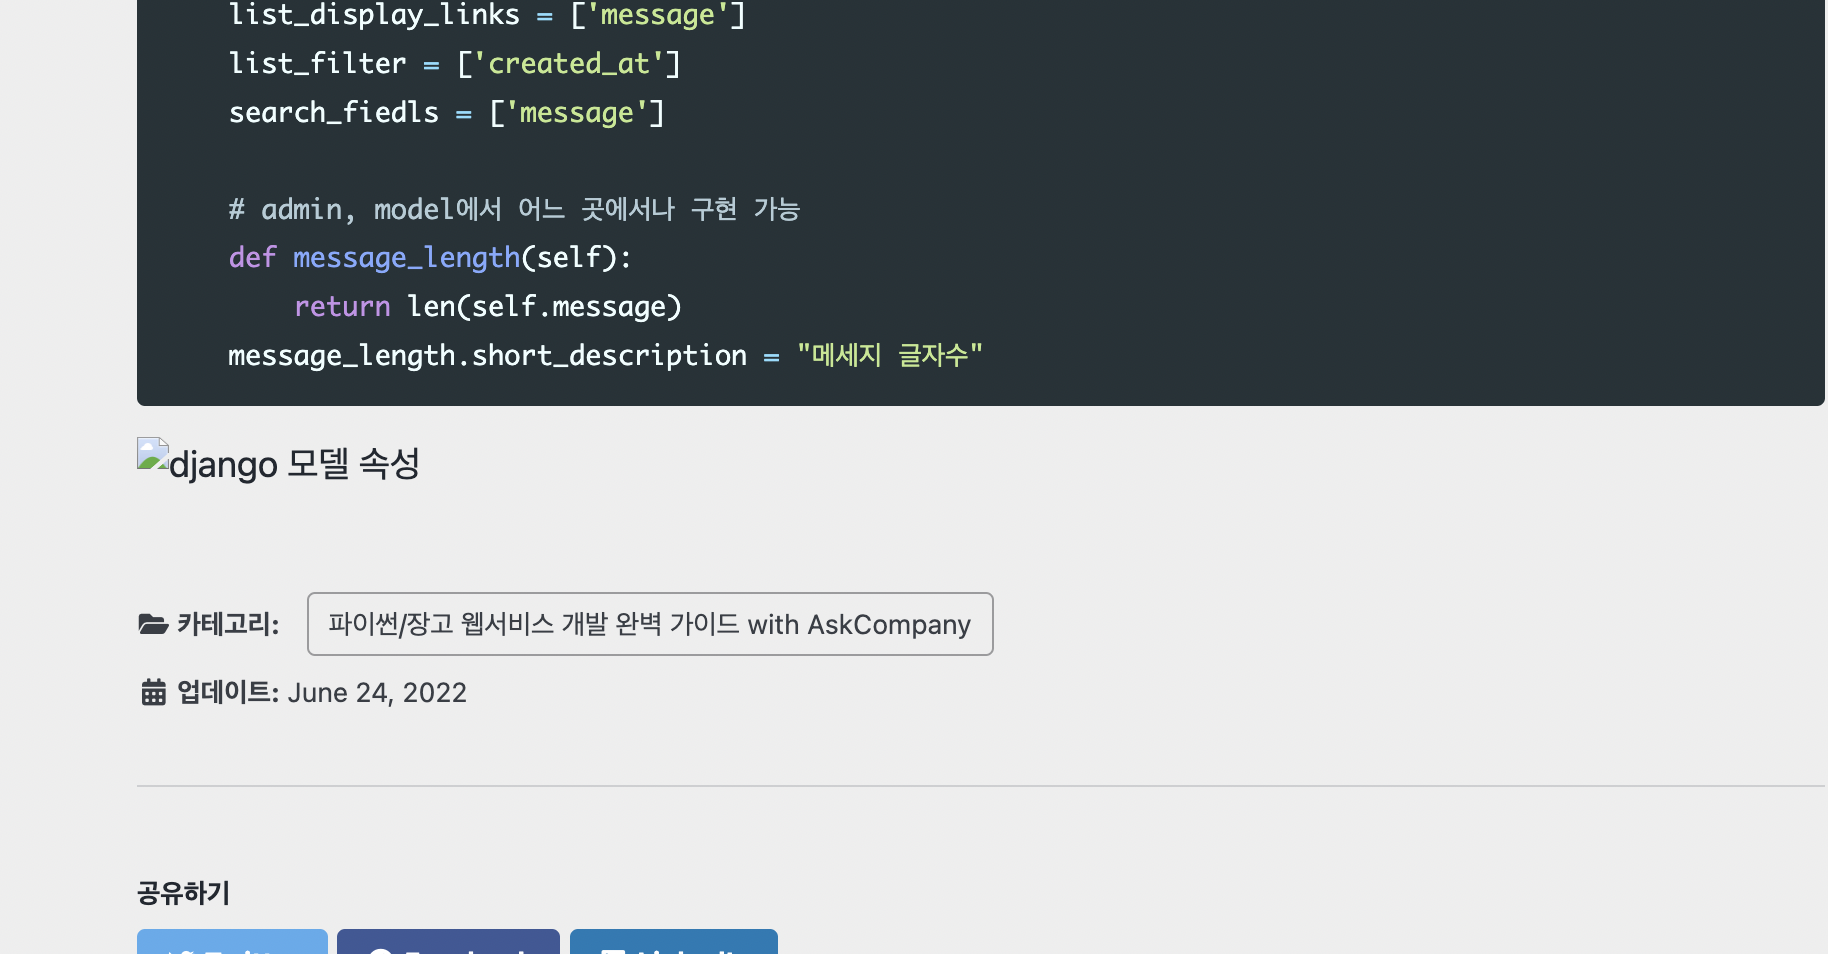 list_display_links = ['message']
list_filter = ['created_at']
search_fiedls = ['message']
# admin, model에서 어느 곳에서나 구현 가능
def message_length(self):
return len(self.message)
message_length.short_description = "메세지 글자수"
django 모델 속성
카테고리: 파이썬/장고 웹서비스 개발 완벽 가이드 with AskCompany
업데이트: June 24, 2022
공유하기